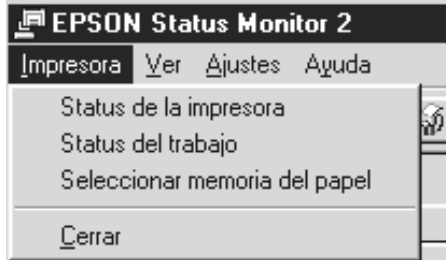 EPSON Status Monitor 2
Impresora Ver Ajustes Ayuda
Status de la impresora
Status del trabajo
Seleccionar memoria del papel
Cerrar